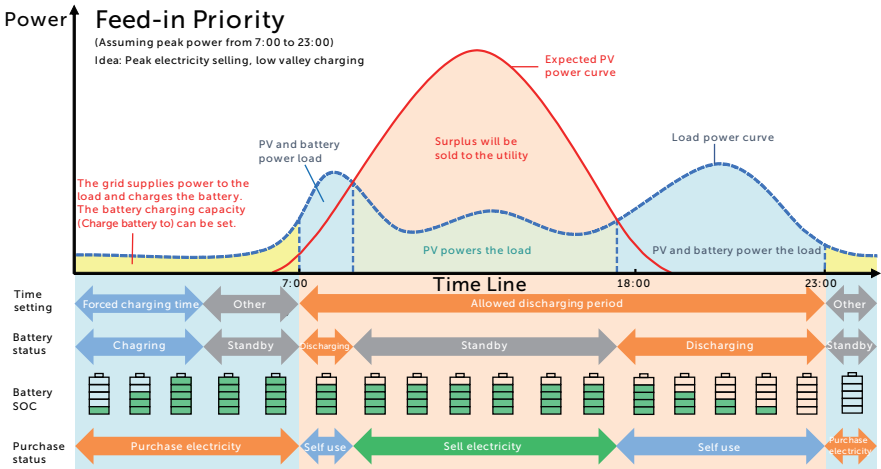 Power
Feed-in Priority
(Assuming peak power from 7:00 to 23:00)
Idea: Peak electricity selling, low valley charging
Expected PV
power curve
PV and battery
power load
Surplus will be
sold to the utility
Load power curve
The grid supplies power to the
load and charges the battery.
The battery charging capacity
(Charge battery to) can be set.
PV powers the load
PV and battery power the load
7:00
Time Line
18:00
23:00
Time
setting
Forced charging time
Other
Allowed discharging period
Other
Battery
status
Chagring
Standby
Discharging
Standby
Discharging
Standby
Battery
SOC
Purchase
status
Purchase electricity
Self use
Sell electricity
Self use
Purchase
electricity